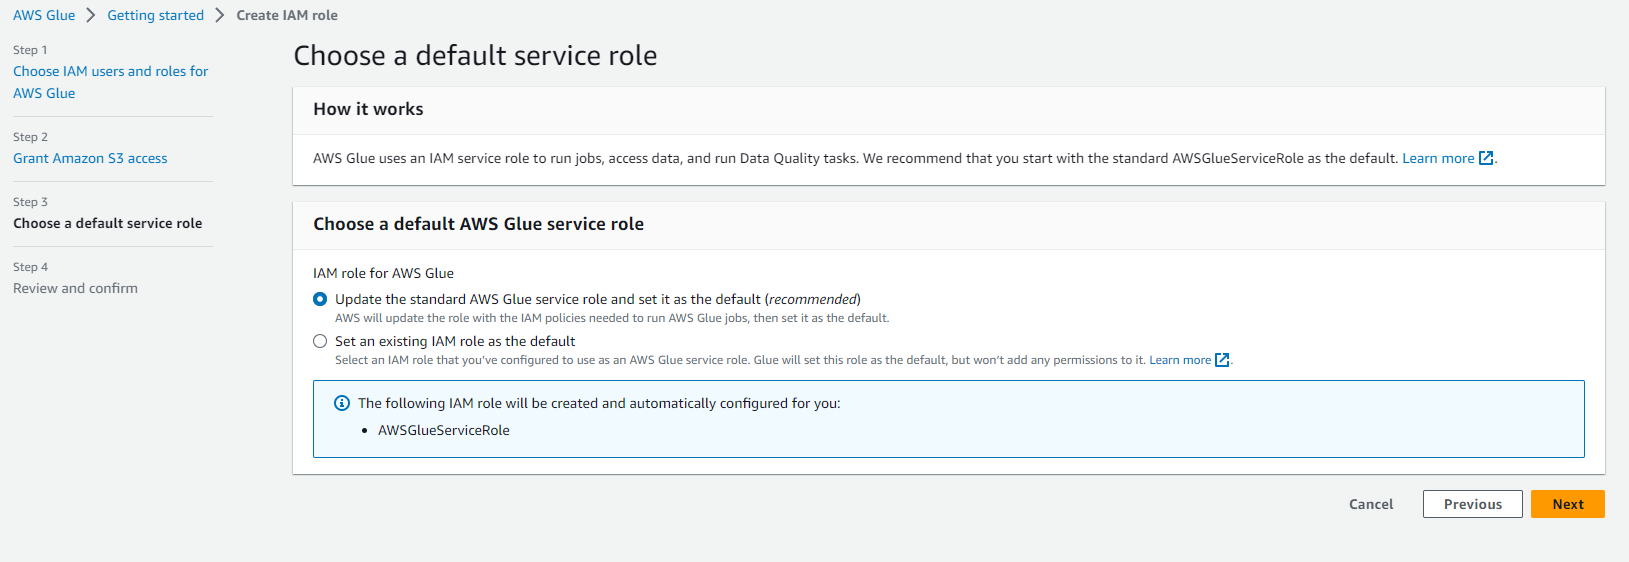 AWS Glue > Getting started > Create IAM role
Step 1
Choose IAM users and roles for
AWS Glue
Step 2
Grant Amazon S3 access
Step 3
Choose a default service role
Step 4
Review and confirm
Choose a default service role
How it works
AWS Glue uses an IAM service role to run jobs, access data, and run Data Quality tasks. We recommend that you start with the standard AWSGlueServiceRole as the default. Learn more.
Choose a default AWS Glue service role
IAM role for AWS Glue
Update the standard AWS Glue service role and set it as the default (recommended)
AWS will update the role with the IAM policies needed to run AWS Glue jobs, then set it as the default.
Set an existing IAM role as the default
Select an IAM role that you’ve configured to use as an AWS Glue service role. Glue will set this role as the default, but won’t add any permissions to it. Learn more.
The following IAM role will be created and automatically configured for you:
• AWSGlueServiceRole
Cancel Previous Next